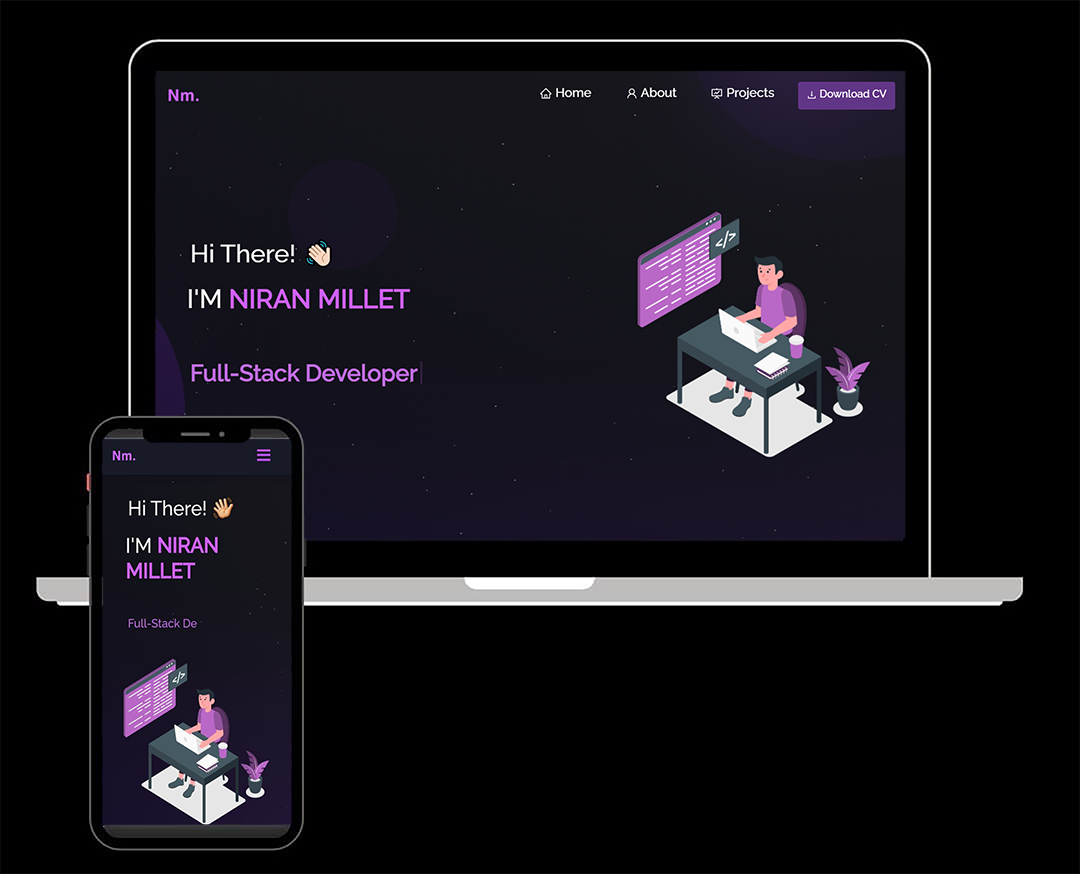 Nm.
Home About Projects Download CV
Hi There! 👋🏻
I'M NIRAN MILLET
Full-Stack Developer
</>
Nm.
Hi There! 👋🏼
I'M NIRAN
MILLET
Full-Stack De
</>